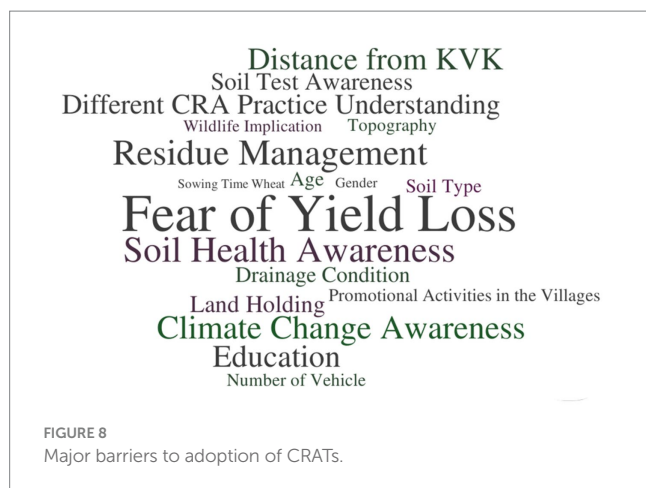 Distance from KVK
Soil Test Awareness
Different CRA Practice Understanding
Wildlife Implication Topography
Residue Management
Sowing Time Wheat Age Gender Soil Type
Fear of Yield Loss
Soil Health Awareness
Drainage Condition
Land Holding Promotional Activities in the Villages
Climate Change Awareness
Education
Number of Vehicle
FIGURE 8
Major barriers to adoption of CRATs.